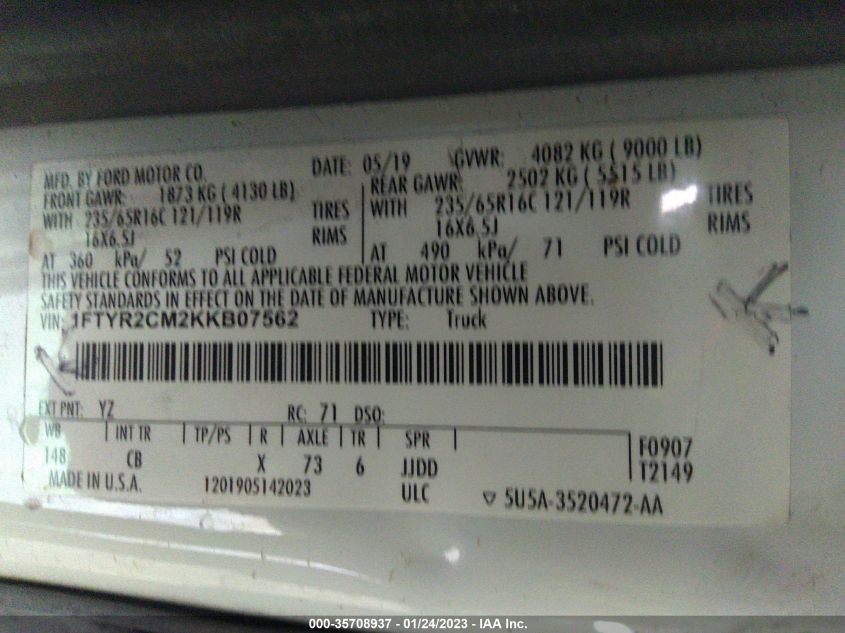 MFD. BY FORD MOTOR CO. DATE: 05/19 GVWR: 4082 KG ( 9000 LB)
FRONT GAWR: 1873 KG ( 4130 LB) REAR GAWR: 2502 KG ( 5515 LB)
WITH 235/65R16C 121/119R TIRES WITH 235/65R16C 121/119R TIRES
16X6.5J RIMS 16X6.5J RIMS
AT 360 kPa/ 52 PSI COLD AT 490 kPa/ 71 PSI COLD
THIS VEHICLE CONFORMS TO ALL APPLICABLE FEDERAL MOTOR VEHICLE
SAFETY STANDARDS IN EFFECT ON THE DATE OF MANUFACTURE SHOWN ABOVE.
VIN: 1FTYR2CM2KKB07562 TYPE: Truck
EXT PNT: YZ RC: 71 DSO:
WB INT TR TP/PS R AXLE TR SPR F0907
148 CB X 73 6 JJDD T2149
MADE IN U.S.A. 1201905142023 ULC 5U5A-3520472-AA
000-35708937 - 01/24/2023 - IAA Inc.